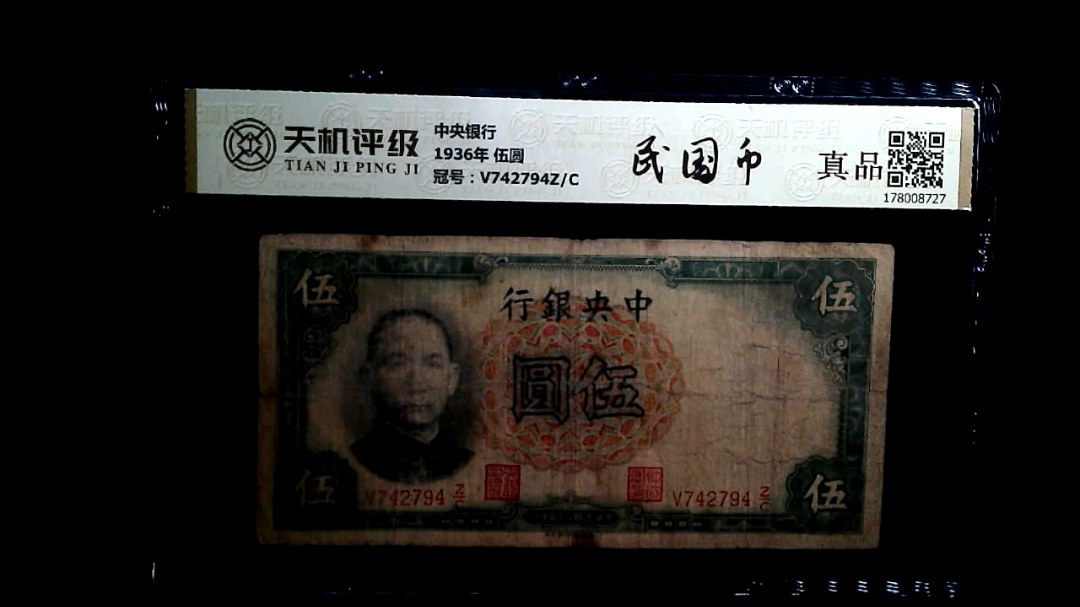 天机评级
TIAN JI PING JI
中央银行
1936年 伍圆
冠号：V742794Z/C
民国币
真品
178008727
伍
行銀央中
伍
圓伍
伍
V742794 Z/C
V742794 Z/C
伍